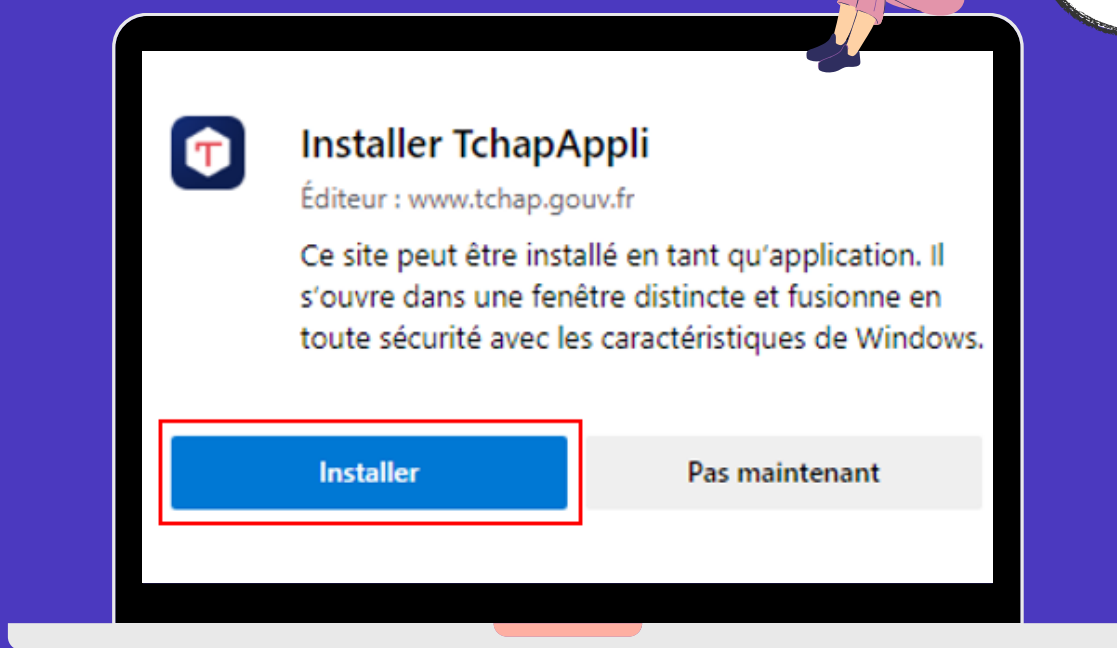 T
Installer TchapAppli
Éditeur : www.tchap.gouv.fr
Ce site peut être installé en tant qu'application. Il
s'ouvre dans une fenêtre distincte et fusionne en
toute sécurité avec les caractéristiques de Windows.
Installer
Pas maintenant